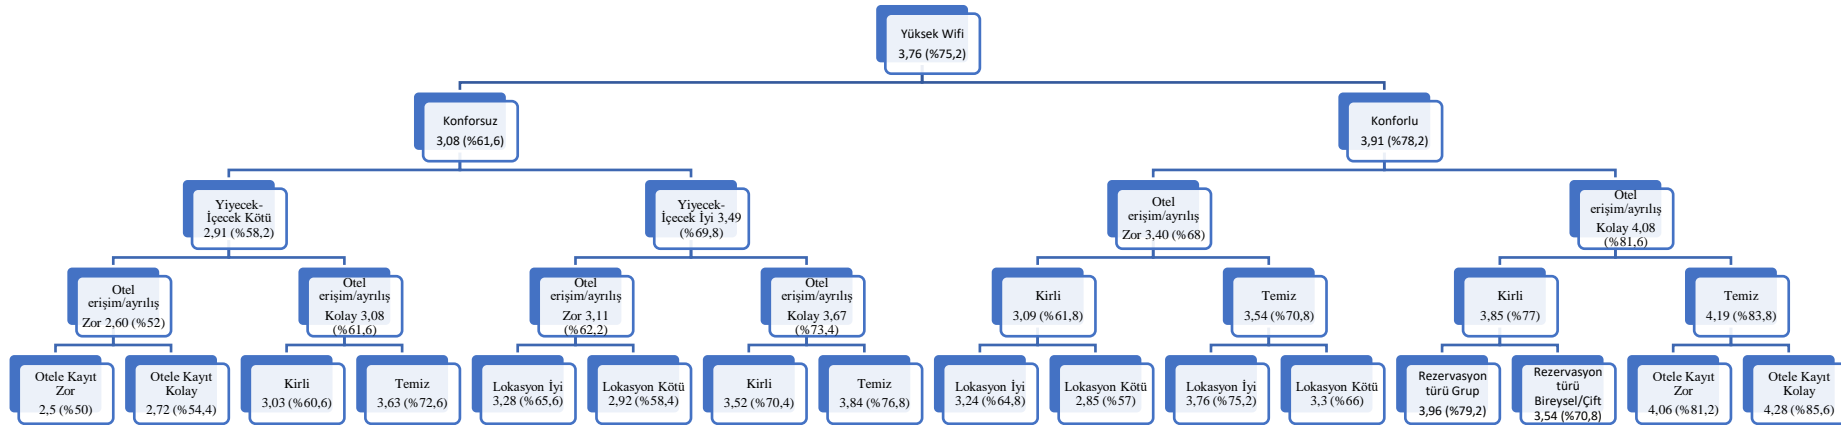 Yüksek Wifi
3,76 (%75,2)
Konforsuz
3,08 (%61,6)
Konforlu
3,91 (%78,2)
Yiyecek-
İçecek Kötü
2,91 (%58,2)
Yiyecek-
İçecek İyi 3,49
(%69,8)
Otel
erişim/ayrılış
Zor 3,40 (%68)
Otel
erişim/ayrılış
Kolay 4,08
(%81,6)
Otel
erişim/ayrılış
Zor 2,60 (%52)
Otel
erişim/ayrılış
Kolay 3,08
(%61,6)
Otel
erişim/ayrılış
Zor 3,11
(%62,2)
Otel
erişim/ayrılış
Kolay 3,67
(%73,4)
Kirli
3,09 (%61,8)
Temiz
3,54 (%70,8)
Kirli
3,85 (%77)
Temiz
4,19 (%83,8)
Otele Kayıt
Zor
2,5 (%50)
Otele Kayıt
Kolay
2,72 (%54,4)
Kirli
3,03 (%60,6)
Temiz
3,63 (%72,6)
Lokasyon İyi
3,28 (%65,6)
Lokasyon Kötü
2,92 (%58,4)
Kirli
3,52 (%70,4)
Temiz
3,84 (%76,8)
Lokasyon İyi
3,24 (%64,8)
Lokasyon Kötü
2,85 (%57)
Lokasyon İyi
3,76 (%75,2)
Lokasyon Kötü
3,3 (%66)
Rezervasyon
türü Grup
3,96 (%79,2)
Rezervasyon
türü
Bireysel/Çift
3,54 (%70,8)
Otele Kayıt
Zor
4,06 (%81,2)
Otele Kayıt
Kolay
4,28 (%85,6)